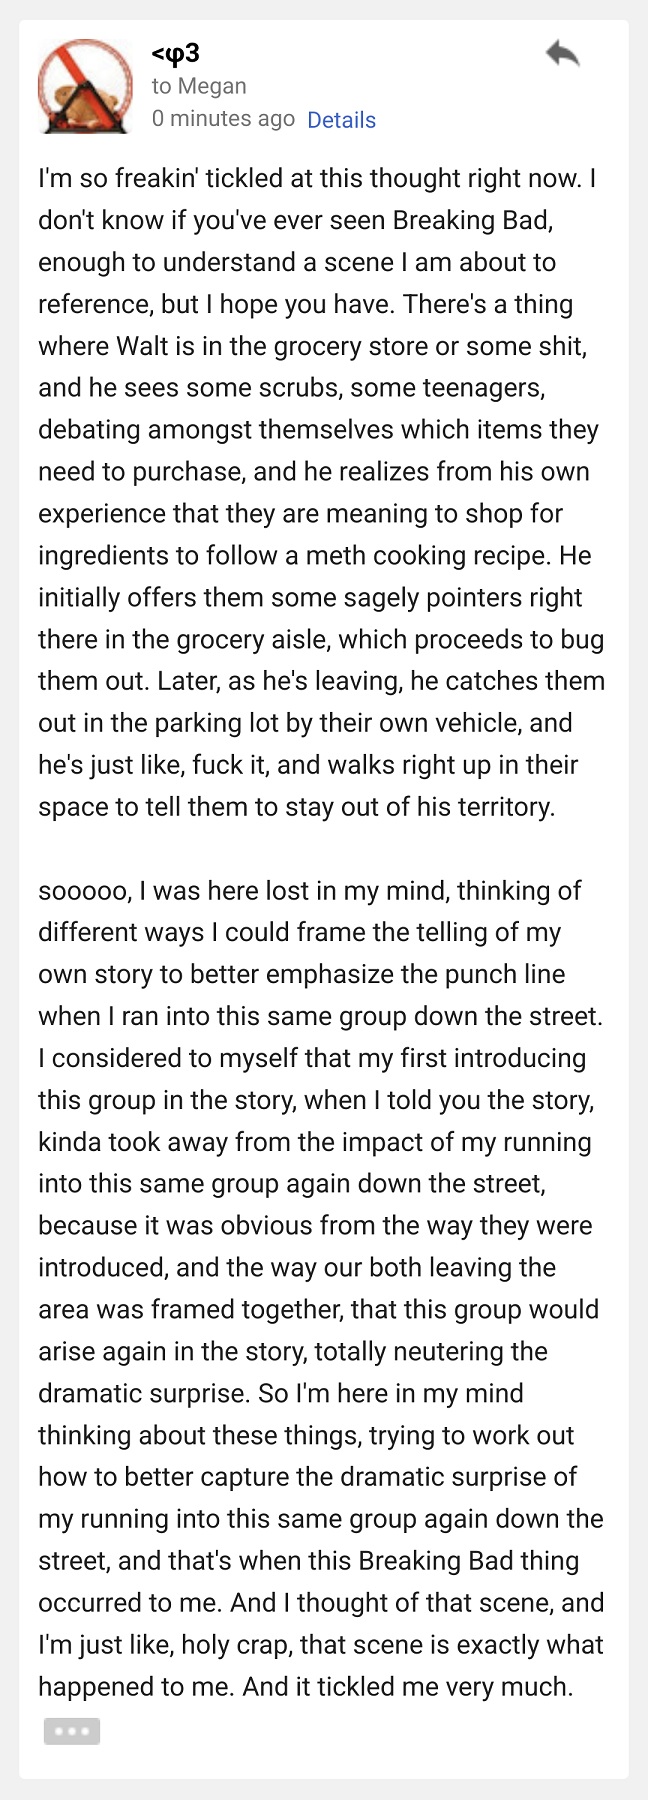 <φ3
to Megan
0 minutes ago Details
I'm so freakin' tickled at this thought right now. I
don't know if you've ever seen Breaking Bad,
enough to understand a scene I am about to
reference, but I hope you have. There's a thing
where Walt is in the grocery store or some shit,
and he sees some scrubs, some teenagers,
debating amongst themselves which items they
need to purchase, and he realizes from his own
experience that they are meaning to shop for
ingredients to follow a meth cooking recipe. He
initially offers them some sagely pointers right
there in the grocery aisle, which proceeds to bug
them out. Later, as he's leaving, he catches them
out in the parking lot by their own vehicle, and
he's just like, fuck it, and walks right up in their
space to tell them to stay out of his territory.
sooooo, I was here lost in my mind, thinking of
different ways I could frame the telling of my
own story to better emphasize the punch line
when I ran into this same group down the street.
I considered to myself that my first introducing
this group in the story, when I told you the story,
kinda took away from the impact of my running
into this same group again down the street,
because it was obvious from the way they were
introduced, and the way our both leaving the
area was framed together, that this group would
arise again in the story, totally neutering the
dramatic surprise. So I'm here in my mind
thinking about these things, trying to work out
how to better capture the dramatic surprise of
my running into this same group again down the
street, and that's when this Breaking Bad thing
occurred to me. And I thought of that scene, and
I'm just like, holy crap, that scene is exactly what
happened to me. And it tickled me very much.